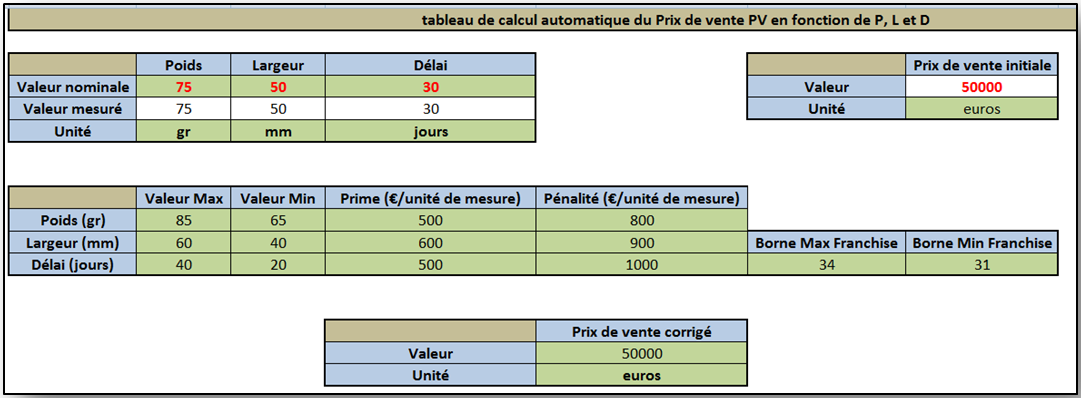 tableau de calcul automatique du Prix de vente PV en fonction de P, L et D
Poids Largeur Délai
Valeur nominale 75 50 30
Valeur mesuré 75 50 30
Unité gr mm jours
Prix de vente initiale
Valeur 50000
Unité euros
Valeur Max Valeur Min Prime (€/unité de mesure) Pénalité (€/unité de mesure)
Poids (gr) 85 65 500 800
Largeur (mm) 60 40 600 900 Borne Max Franchise Borne Min Franchise
Délai (jours) 40 20 500 1000 34 31
Prix de vente corrigé
Valeur 50000
Unité euros